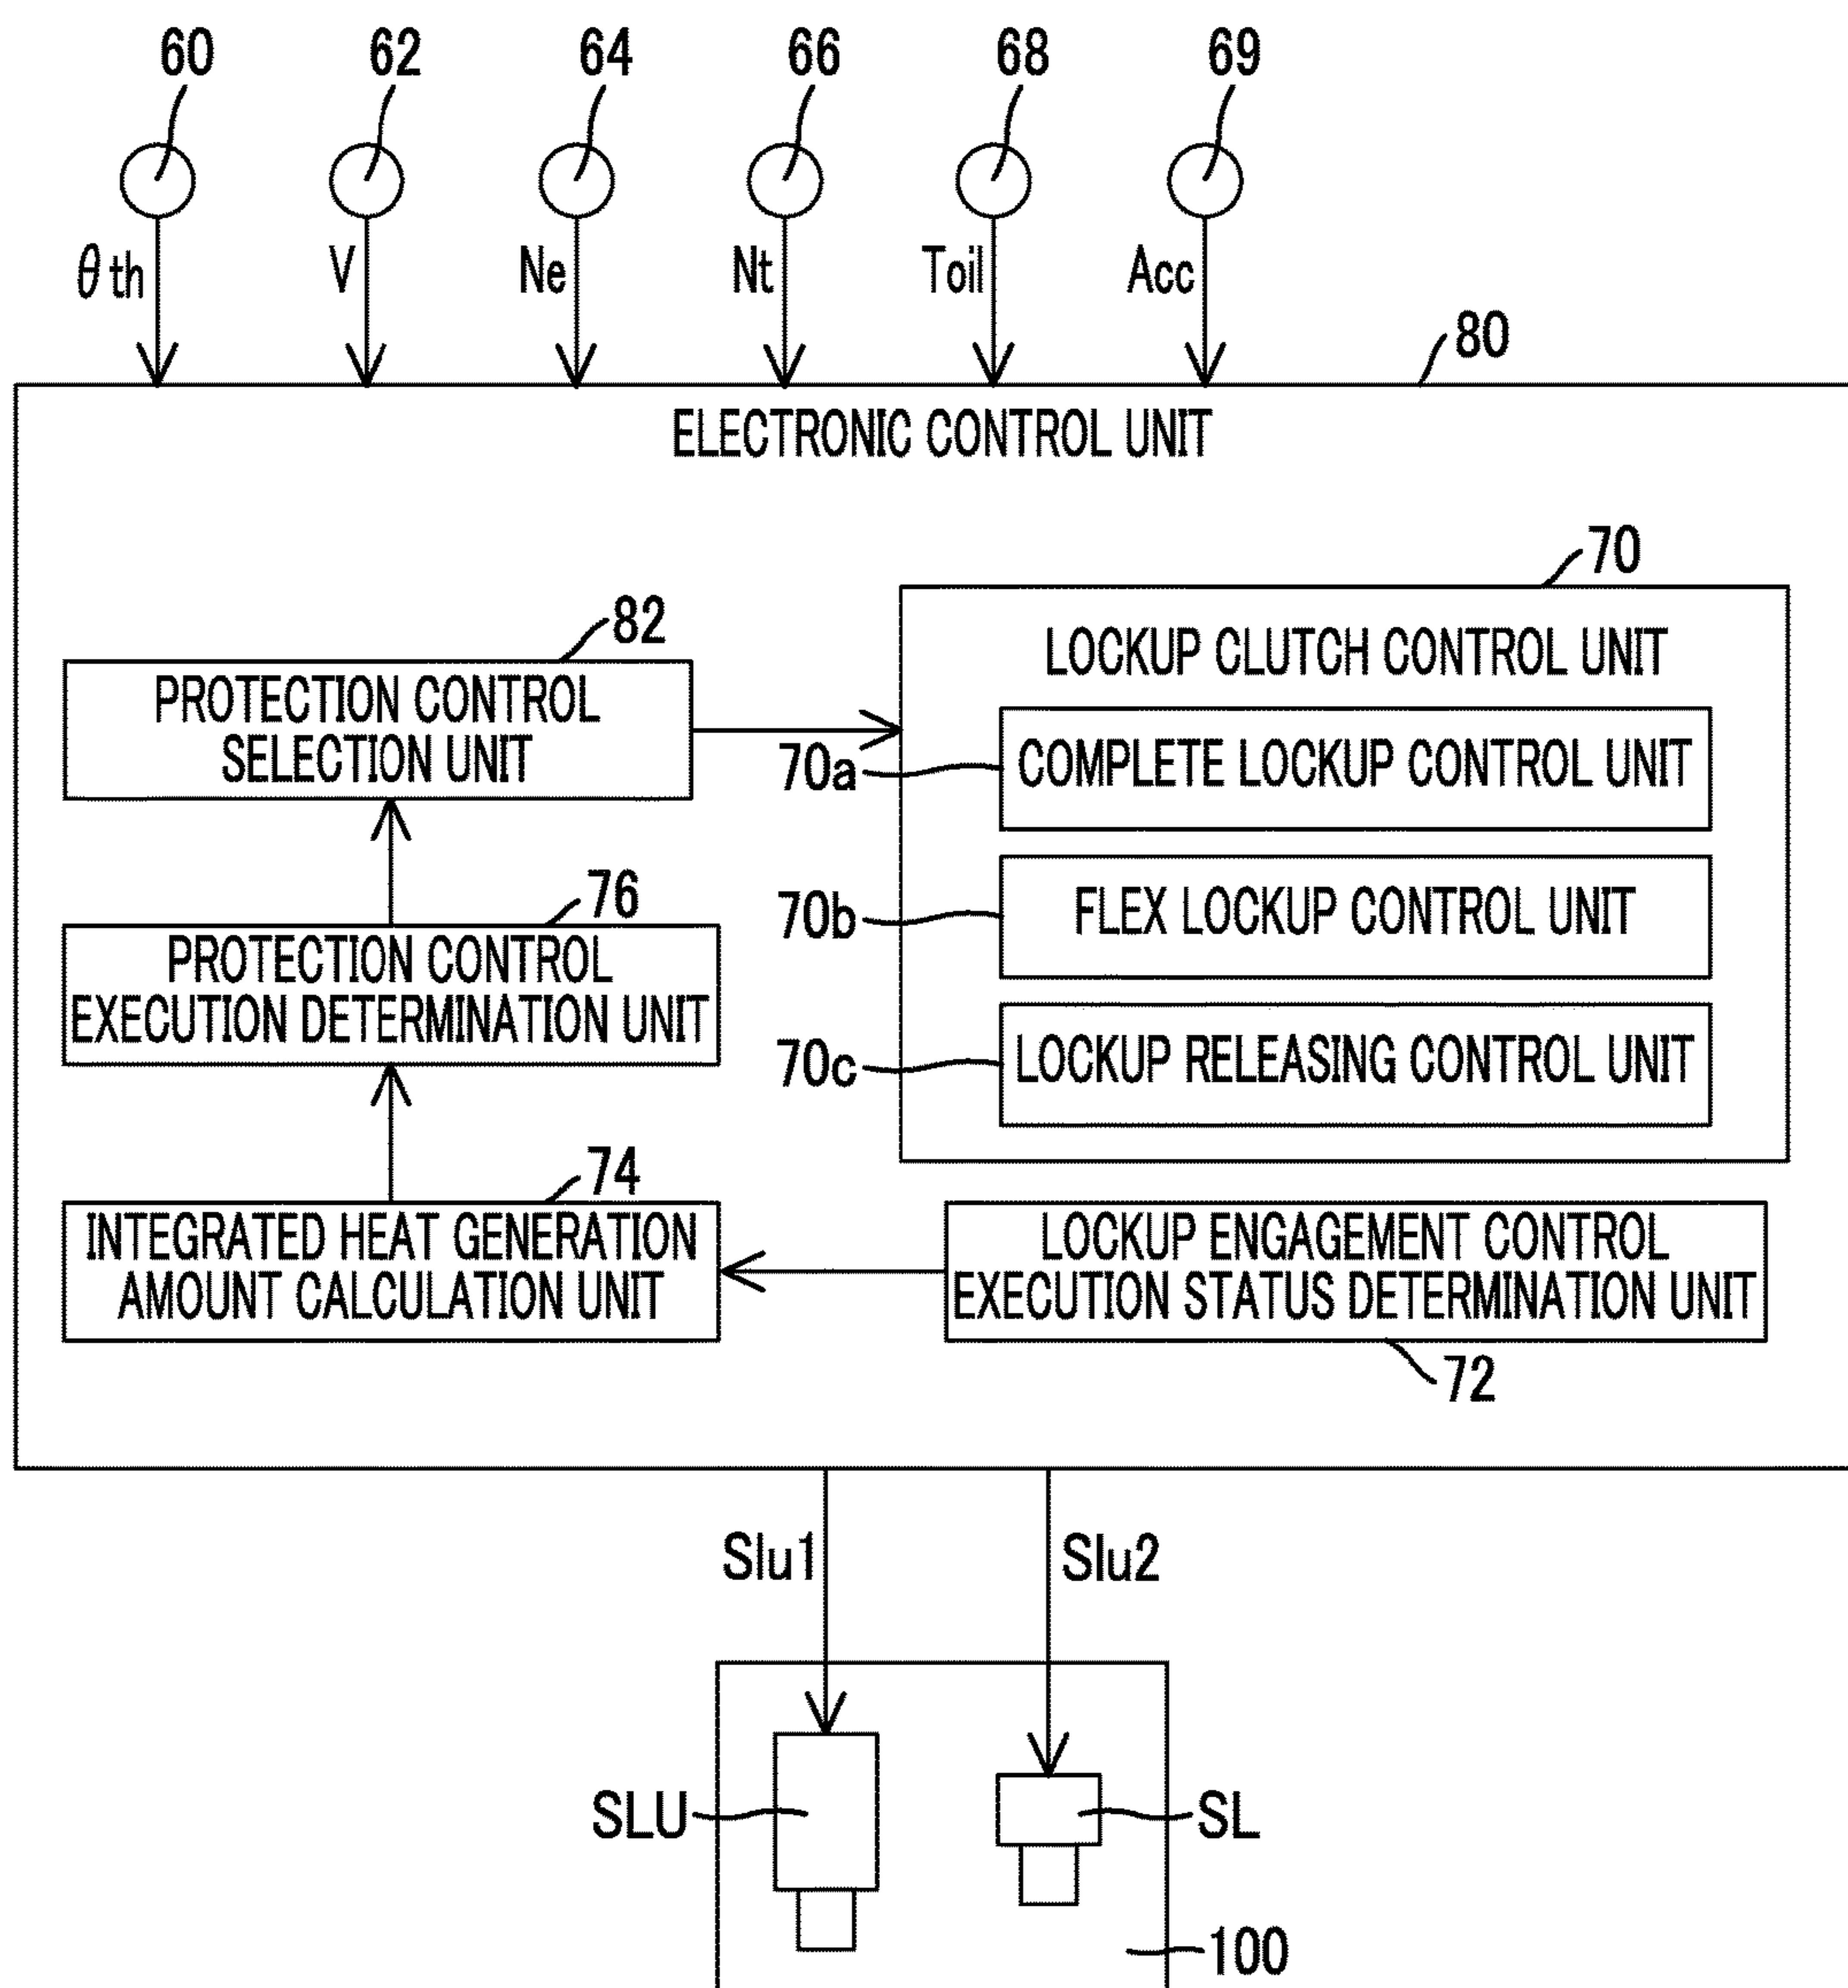 60 62 64 66 68 69
θth V Ne Nt Toil Acc
80
ELECTRONIC CONTROL UNIT
70
82
LOCKUP CLUTCH CONTROL UNIT
PROTECTION CONTROL
SELECTION UNIT
70a
COMPLETE LOCKUP CONTROL UNIT
70b
FLEX LOCKUP CONTROL UNIT
76
PROTECTION CONTROL
EXECUTION DETERMINATION UNIT
70c
LOCKUP RELEASING CONTROL UNIT
74
INTEGRATED HEAT GENERATION
AMOUNT CALCULATION UNIT
LOCKUP ENGAGEMENT CONTROL
EXECUTION STATUS DETERMINATION UNIT
72
Slu1 Slu2
SLU SL
100